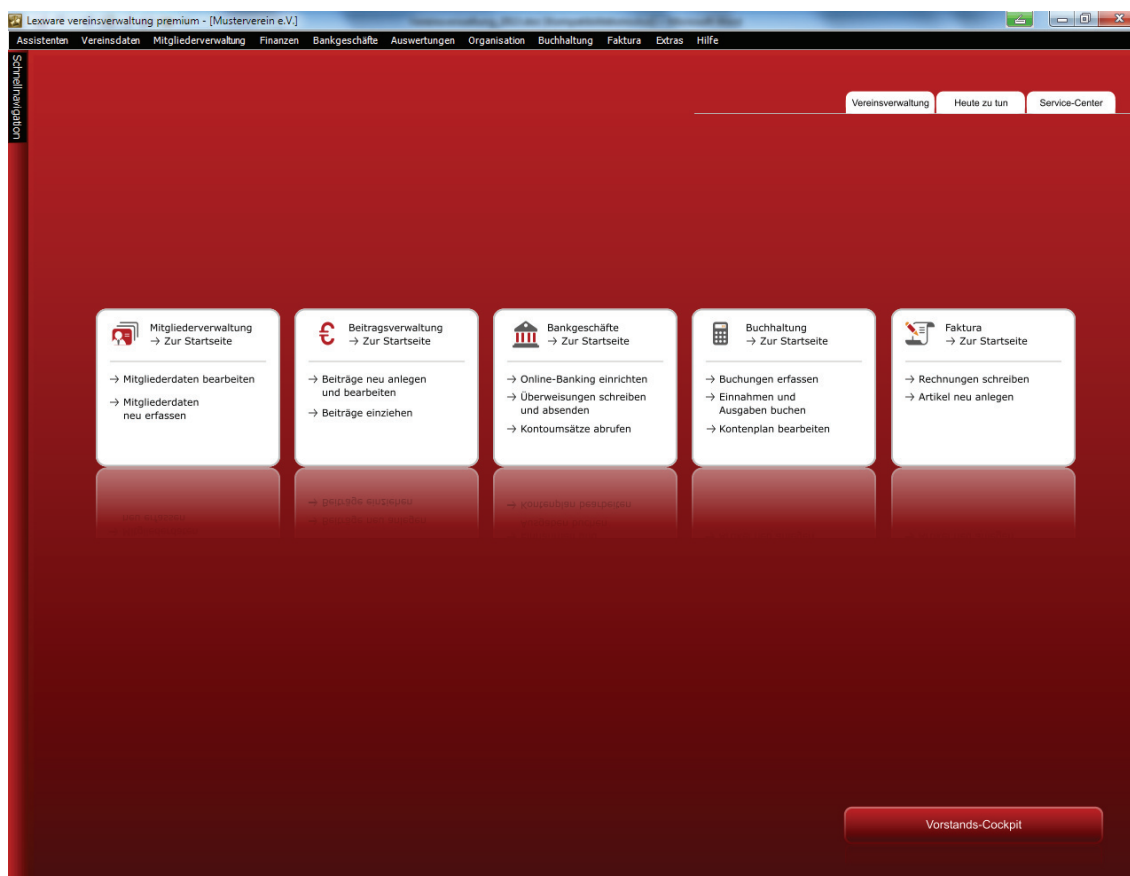 Lexware vereinsverwaltung premium - [Musterverein e.V.]
Assistenten Vereinsdaten Mitgliederverwaltung Finanzen Bankgeschäfte Auswertungen Organisation Buchhaltung Faktura Extras Hilfe
Schnellnavigation
Vereinsverwaltung Heute zu tun Service-Center
Mitgliederverwaltung
→ Zur Startseite
→ Mitgliederdaten bearbeiten
→ Mitgliederdaten
neu erfassen
Beitragsverwaltung
→ Zur Startseite
→ Beiträge neu anlegen
und bearbeiten
→ Beiträge einziehen
Bankgeschäfte
→ Zur Startseite
→ Online-Banking einrichten
→ Überweisungen schreiben
und absenden
→ Kontoumsätze abrufen
Buchhaltung
→ Zur Startseite
→ Buchungen erfassen
→ Einnahmen und
Ausgaben buchen
→ Kontenplan bearbeiten
Faktura
→ Zur Startseite
→ Rechnungen schreiben
→ Artikel neu anlegen
Vorstands-Cockpit